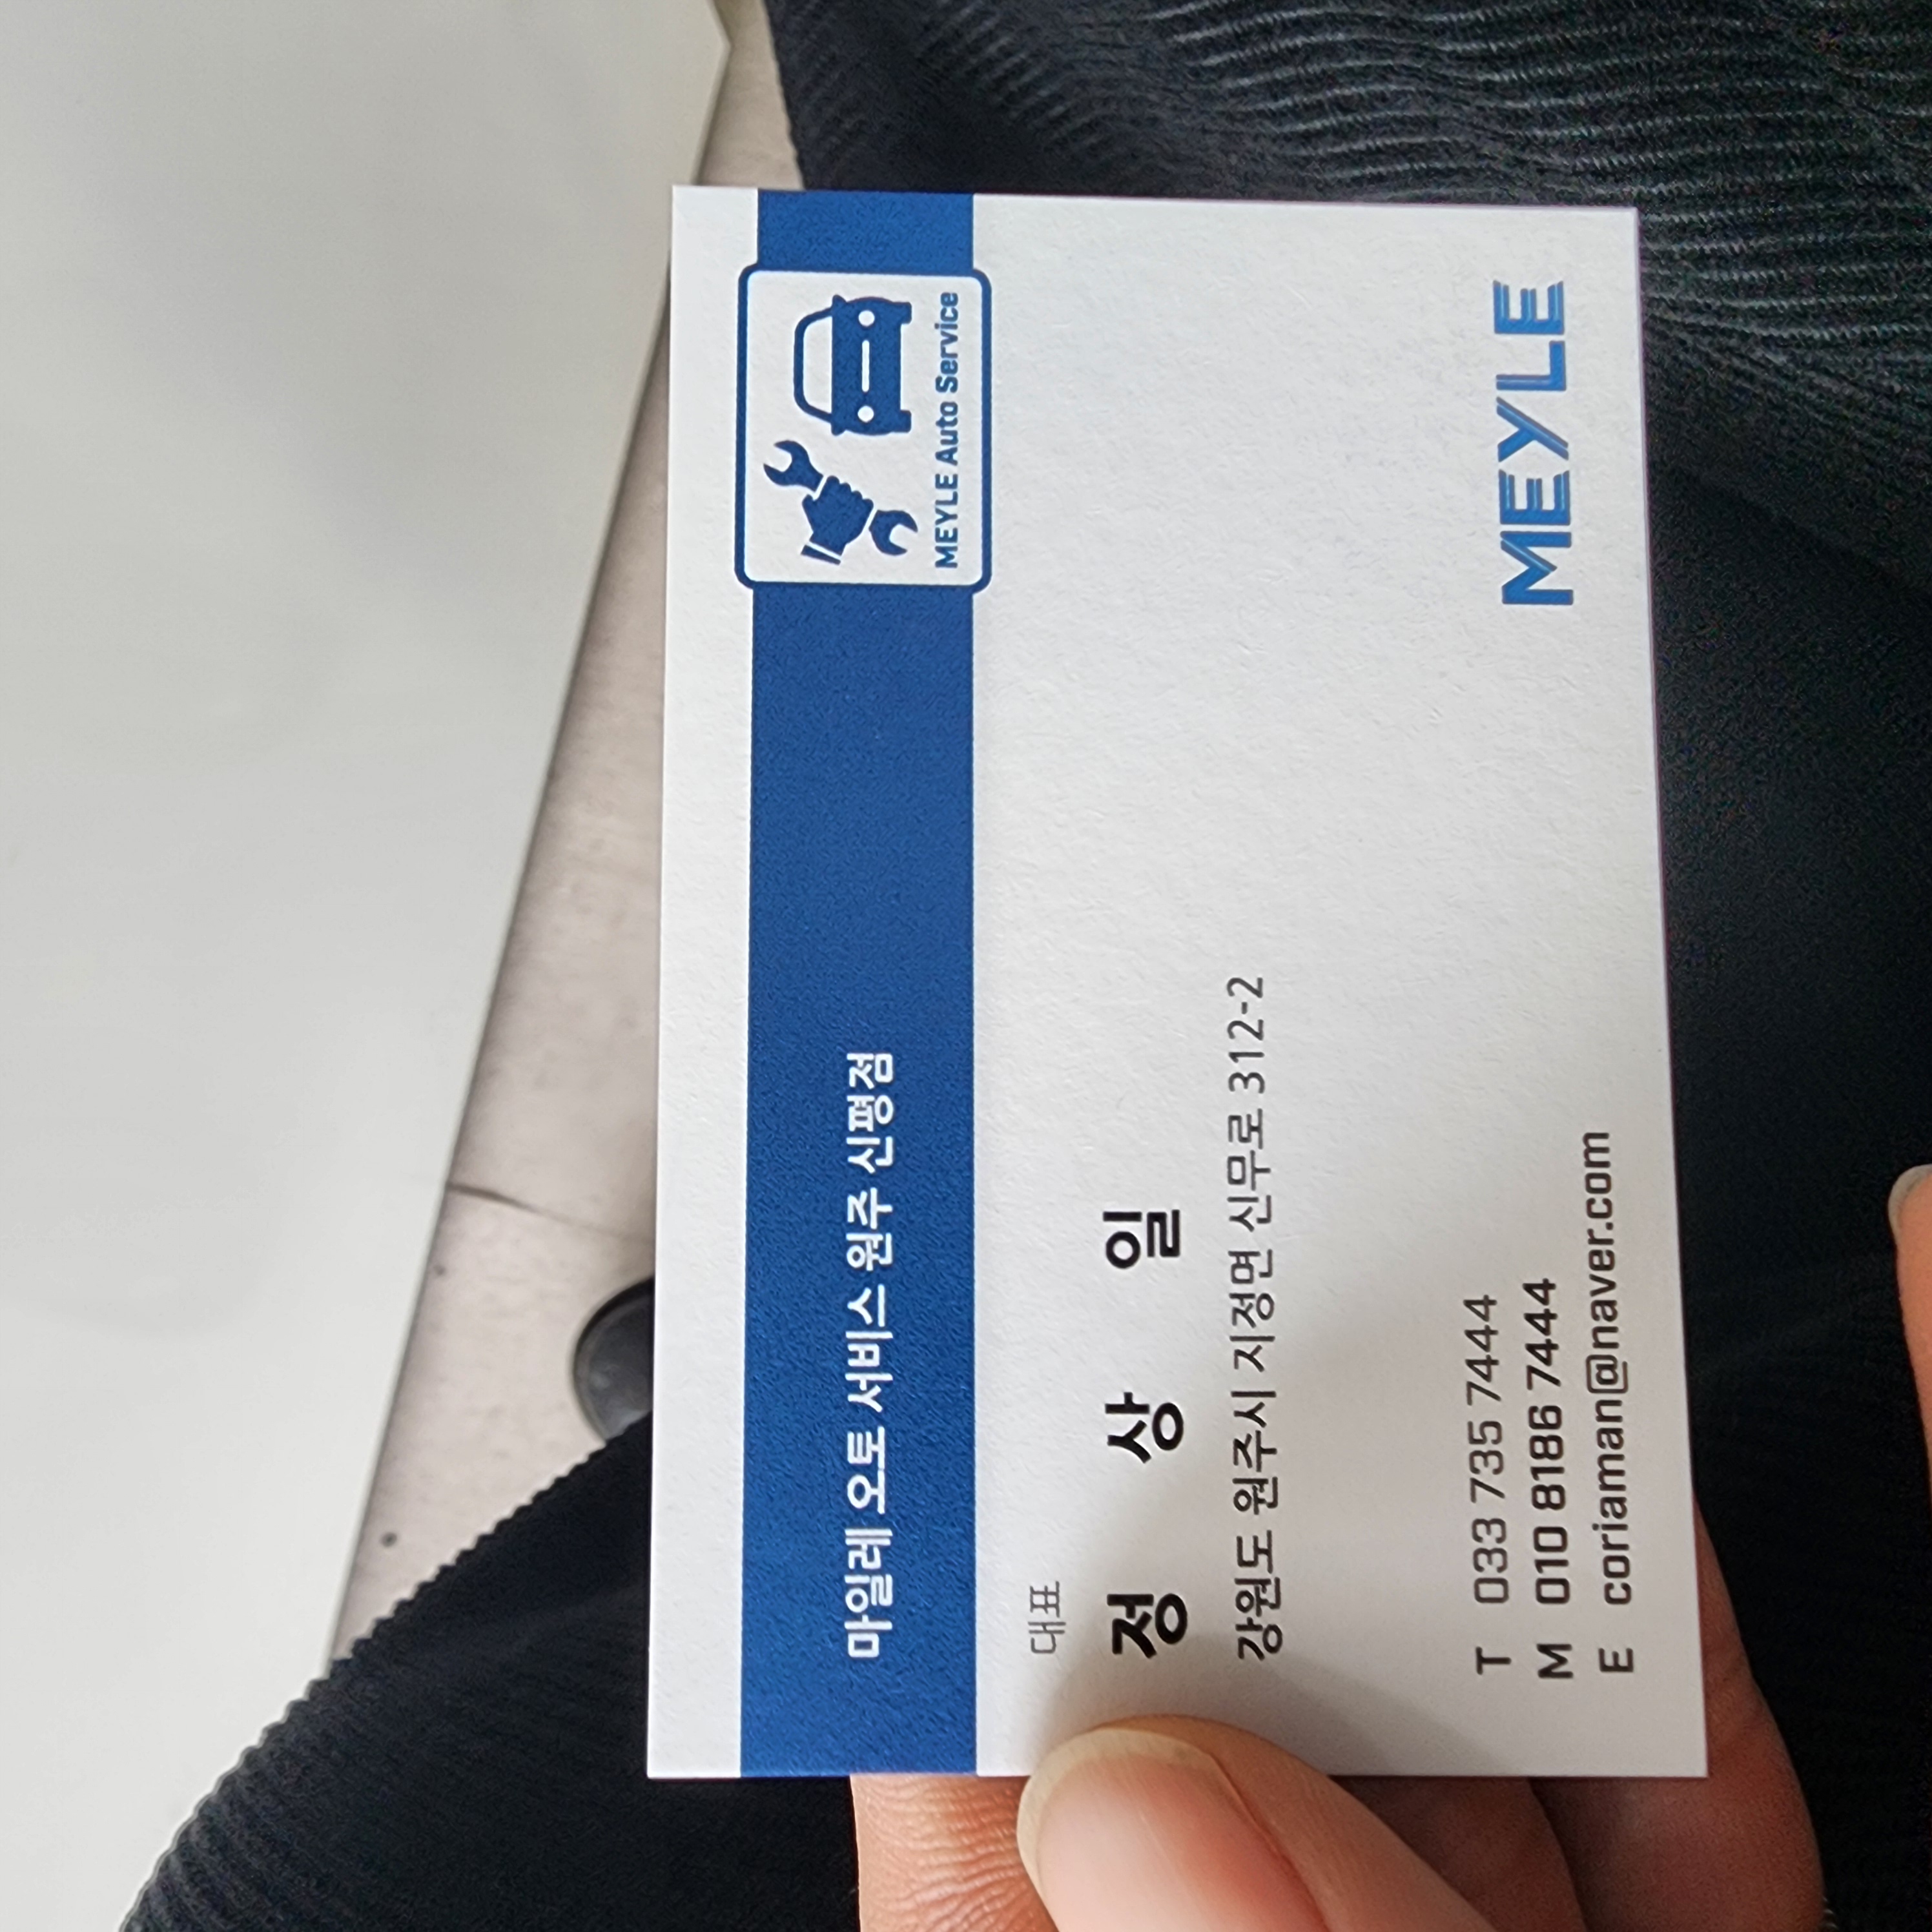 마일레 오토 서비스 원주 신평점
MEYLE Auto Service
대표
정 상 일
강원도 원주시 지정면 신무로 312-2
T 033 735 7444
M 010 8186 7444
E coriaman@naver.com
MEYLE